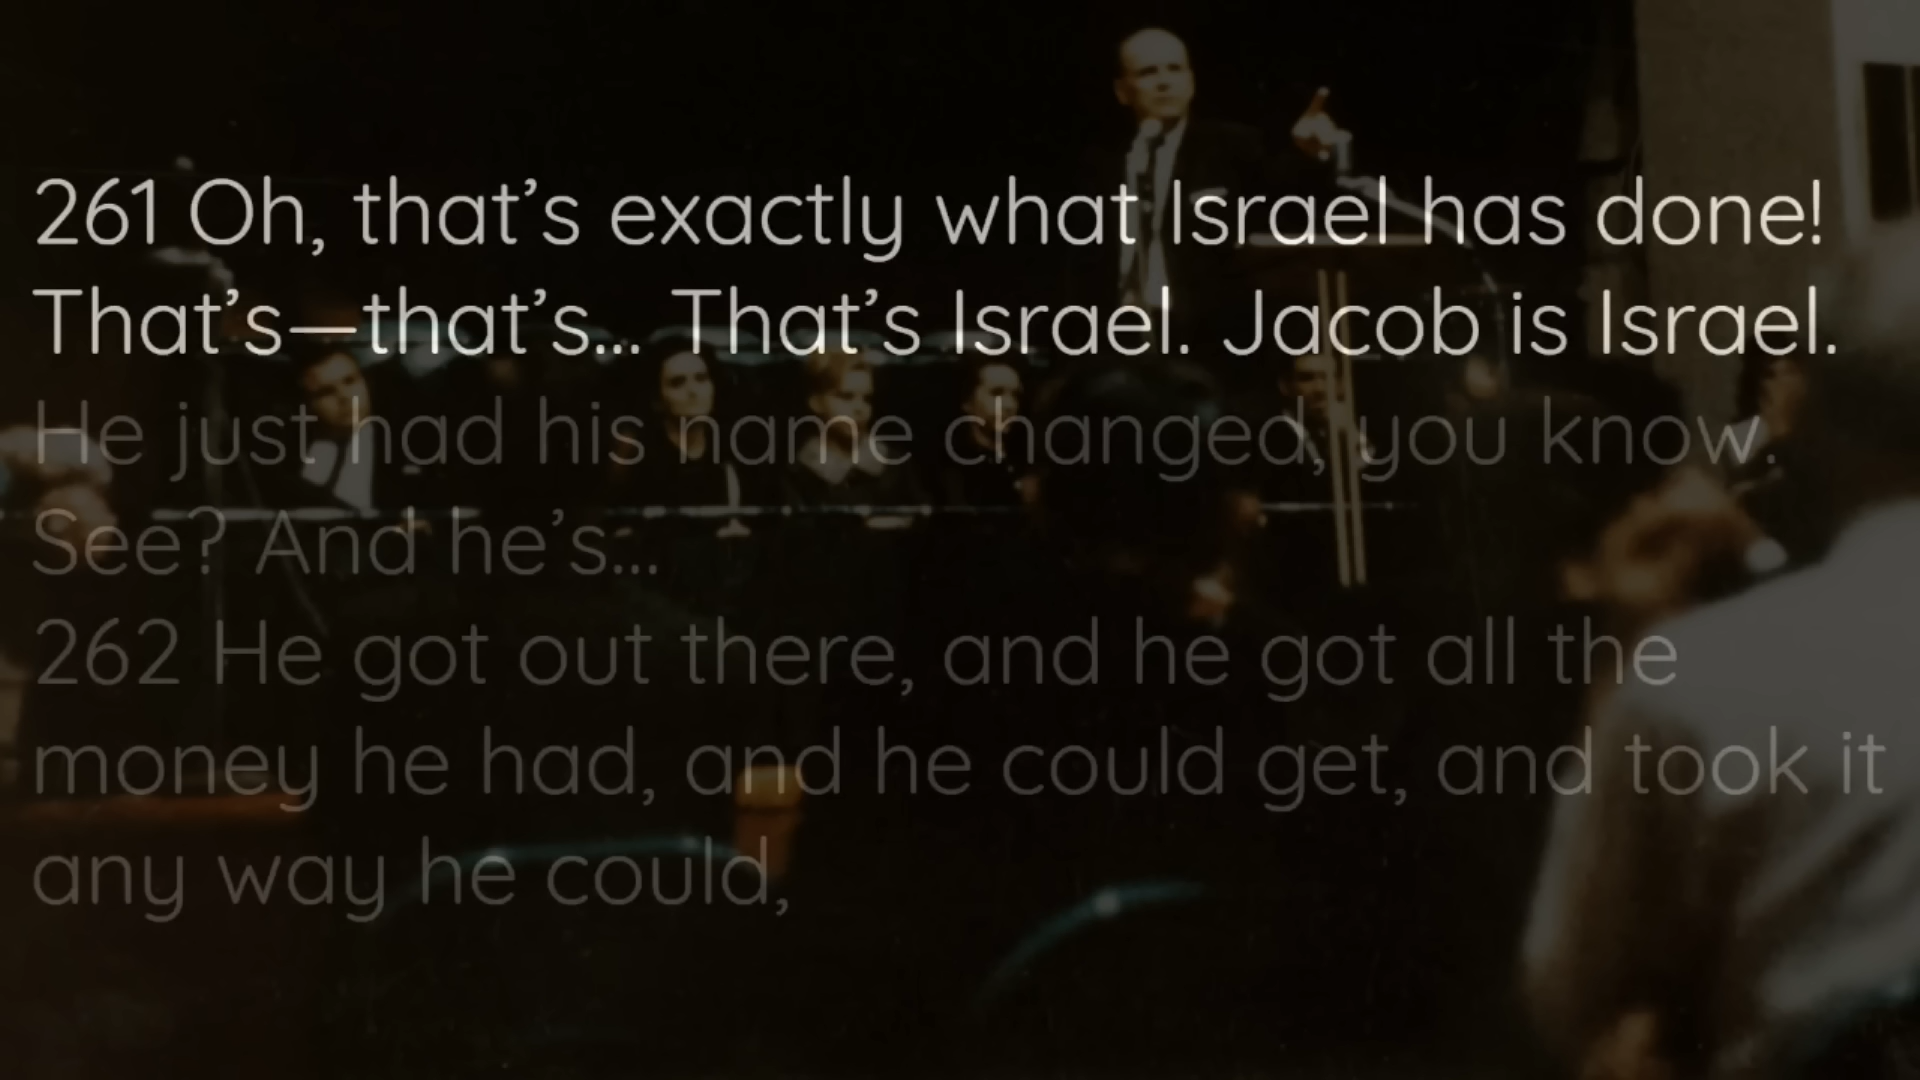 261 Oh, that’s exactly what Israel has done!
That’s—that’s... That’s Israel. Jacob is Israel.
He just had his name changed, you know.
See? And he’s...
262 He got out there, and he got all the
money he had, and he could get, and took it
any way he could,